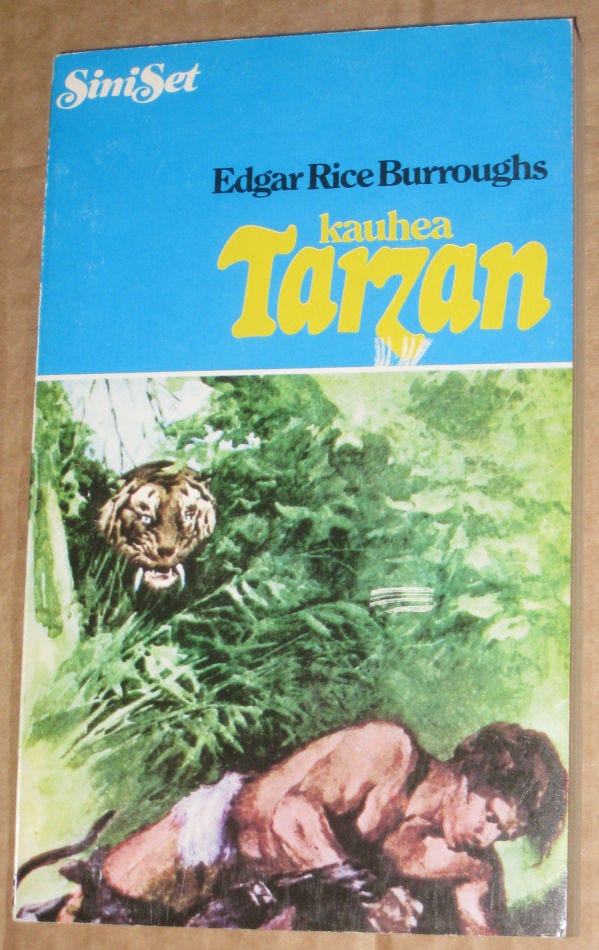 SiniSet
Edgar Rice Burroughs
kauhea
Tarzan